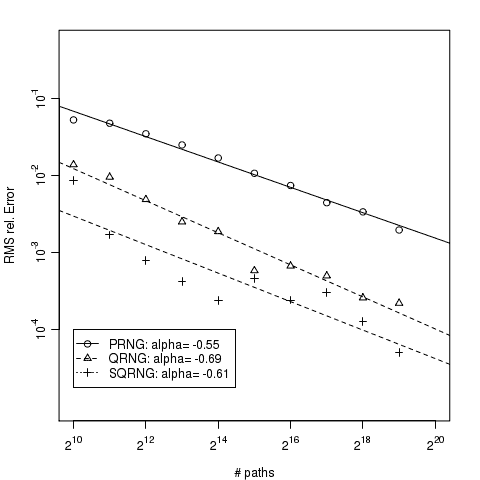 10^-1
10^-2
10^-3
10^-4
RMS rel. Error
PRNG: alpha= -0.55
QRNG: alpha= -0.69
SQRNG: alpha= -0.61
2^10 2^12 2^14 2^16 2^18 2^20
# paths